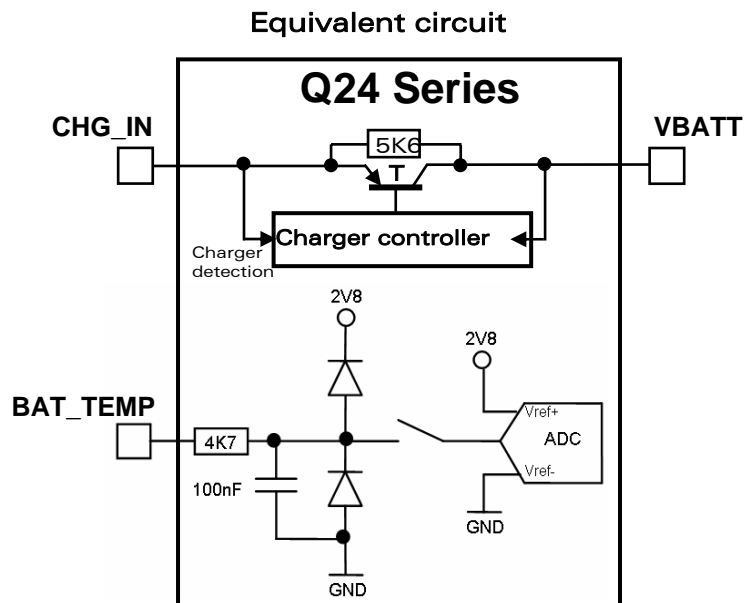 Equivalent circuit
Q24 Series
CHG_IN
VBATT
5K6
T
Charger controller
Charger
detection
2V8
2V8
BAT_TEMP
4K7
Vref+
ADC
Vref-
100nF
GND
GND